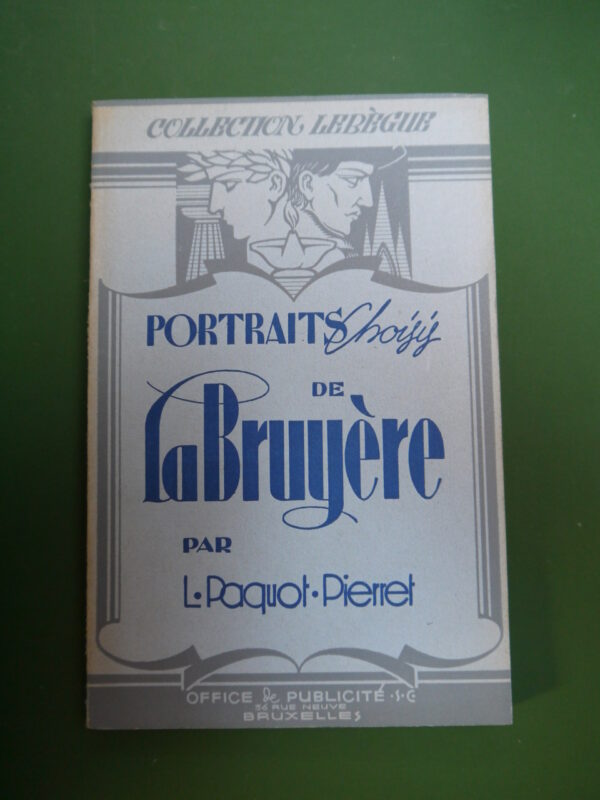 COLLECTION LEBÈGUE
PORTRAITS Choisis
DE
La Bruyère
PAR
L. Paquot. Pierret
OFFICE de PUBLICITÉ .S.C
36 RUE NEUVE
BRUXELLES